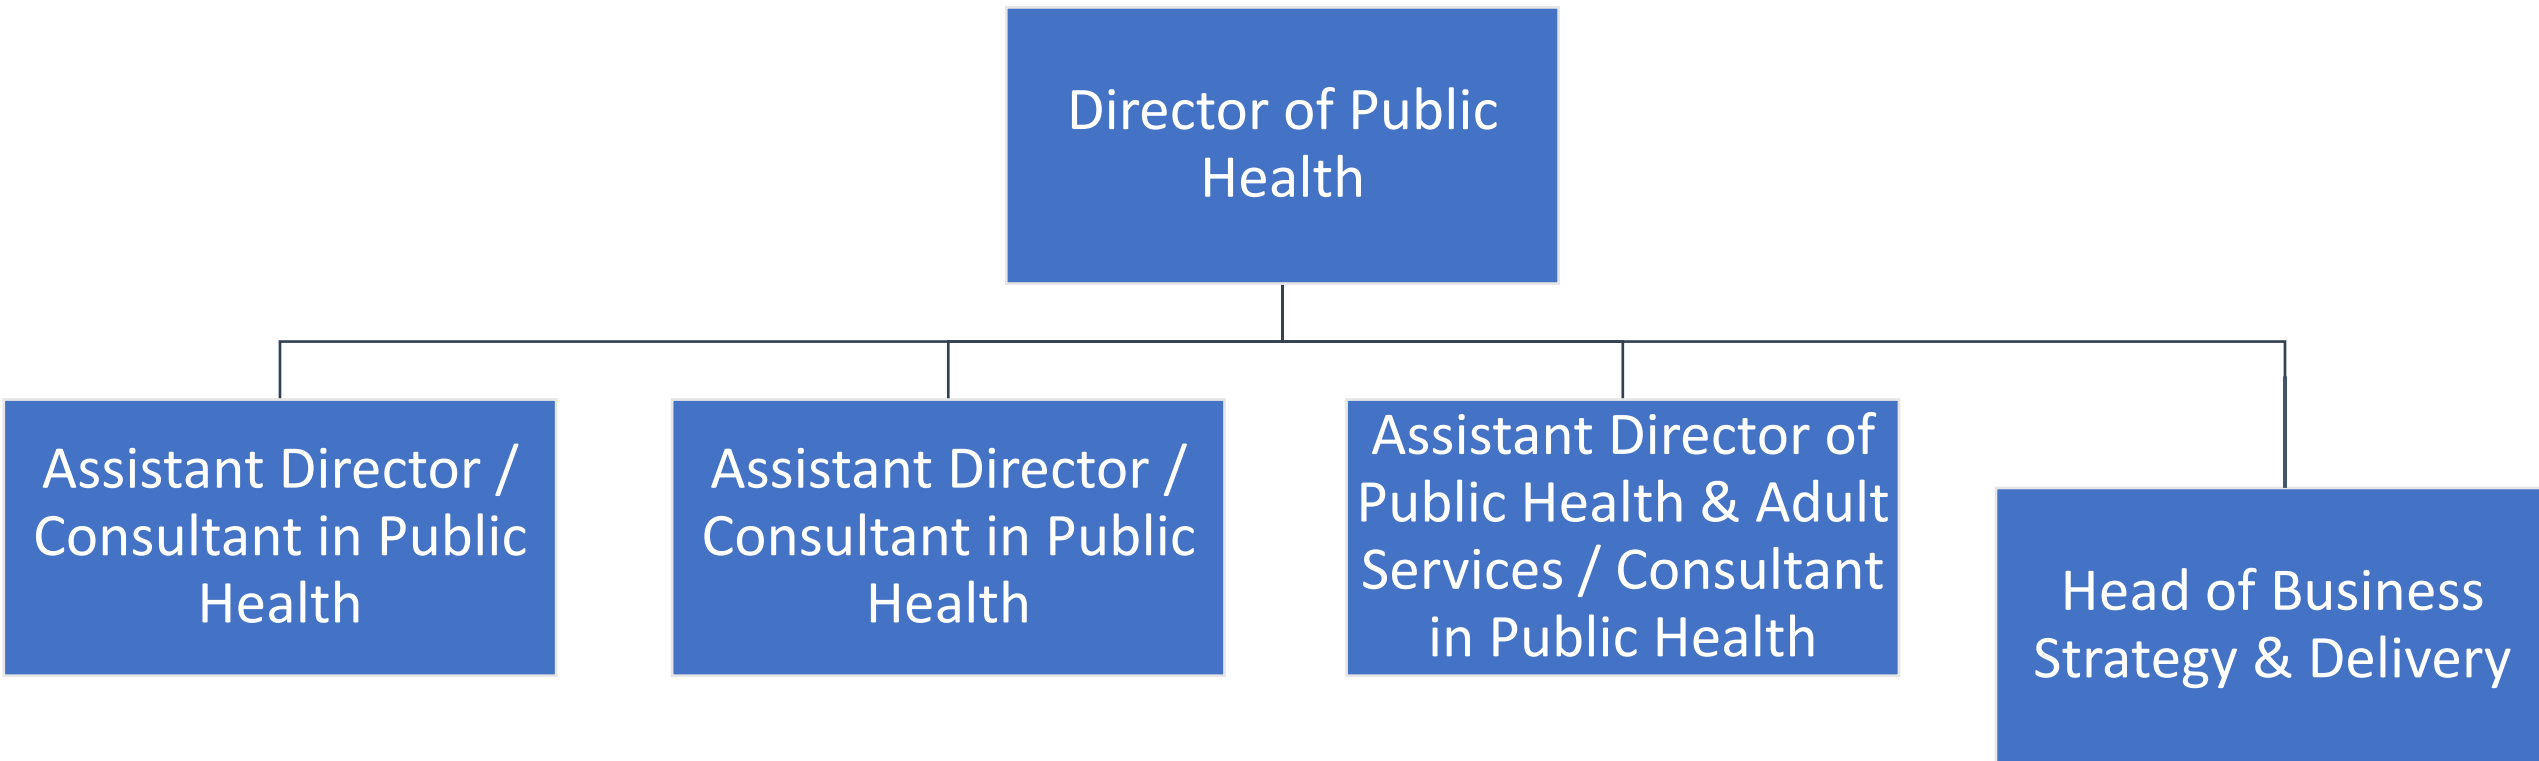 Director of Public
Health
Assistant Director /
Consultant in Public
Health
Assistant Director /
Consultant in Public
Health
Assistant Director of
Public Health & Adult
Services / Consultant
in Public Health
Head of Business
Strategy & Delivery